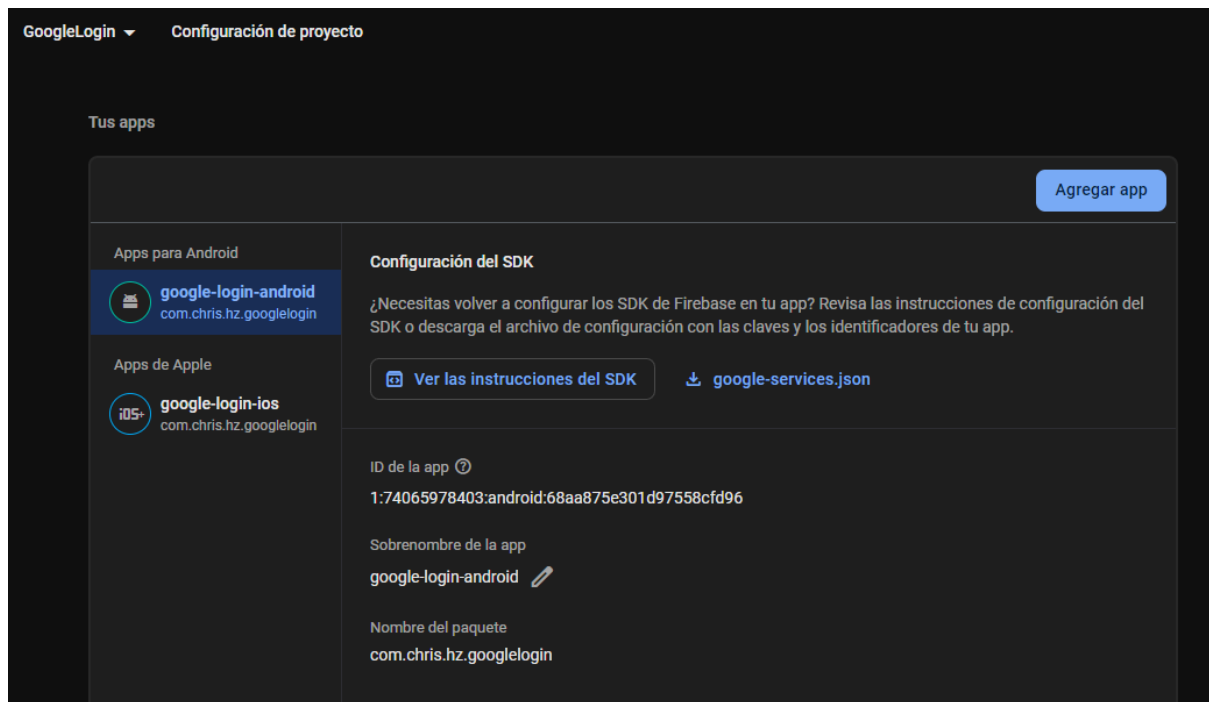 GoogleLogin
Configuración de proyecto
Tus apps
Agregar app
Apps para Android
google-login-android
com.chris.hz.googlelogin
Apps de Apple
iOS+
google-login-ios
com.chris.hz.googlelogin
Configuración del SDK
¿Necesitas volver a configurar los SDK de Firebase en tu app? Revisa las instrucciones de configuración del
SDK o descarga el archivo de configuración con las claves y los identificadores de tu app.
Ver las instrucciones del SDK
google-services.json
ID de la app
1:74065978403:android:68aa875e301d97558cfd96
Sobrenombre de la app
google-login-android
Nombre del paquete
com.chris.hz.googlelogin